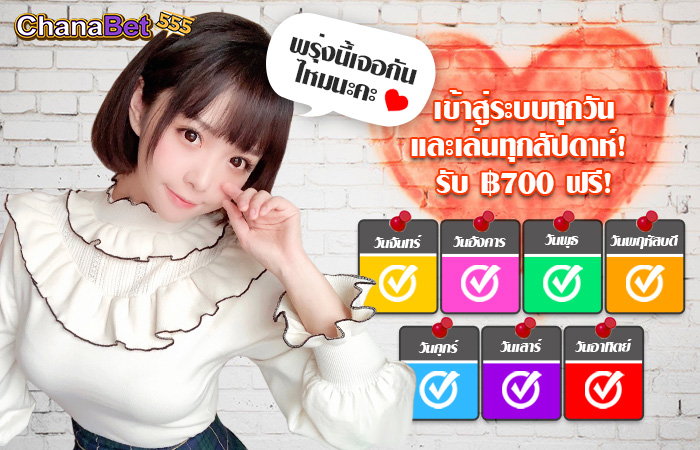 ChanaBet 555
พรุ่งนี้เจอกัน
ไหมนะคะ
เข้าสู่ระบบทุกวัน
และเล่นทุกสัปดาห์!
รับ ฿700 ฟรี!
วันจันทร์
วันอังคาร
วันพุธ
วันพฤหัสบดี
วันศุกร์
วันเสาร์
วันอาทิตย์